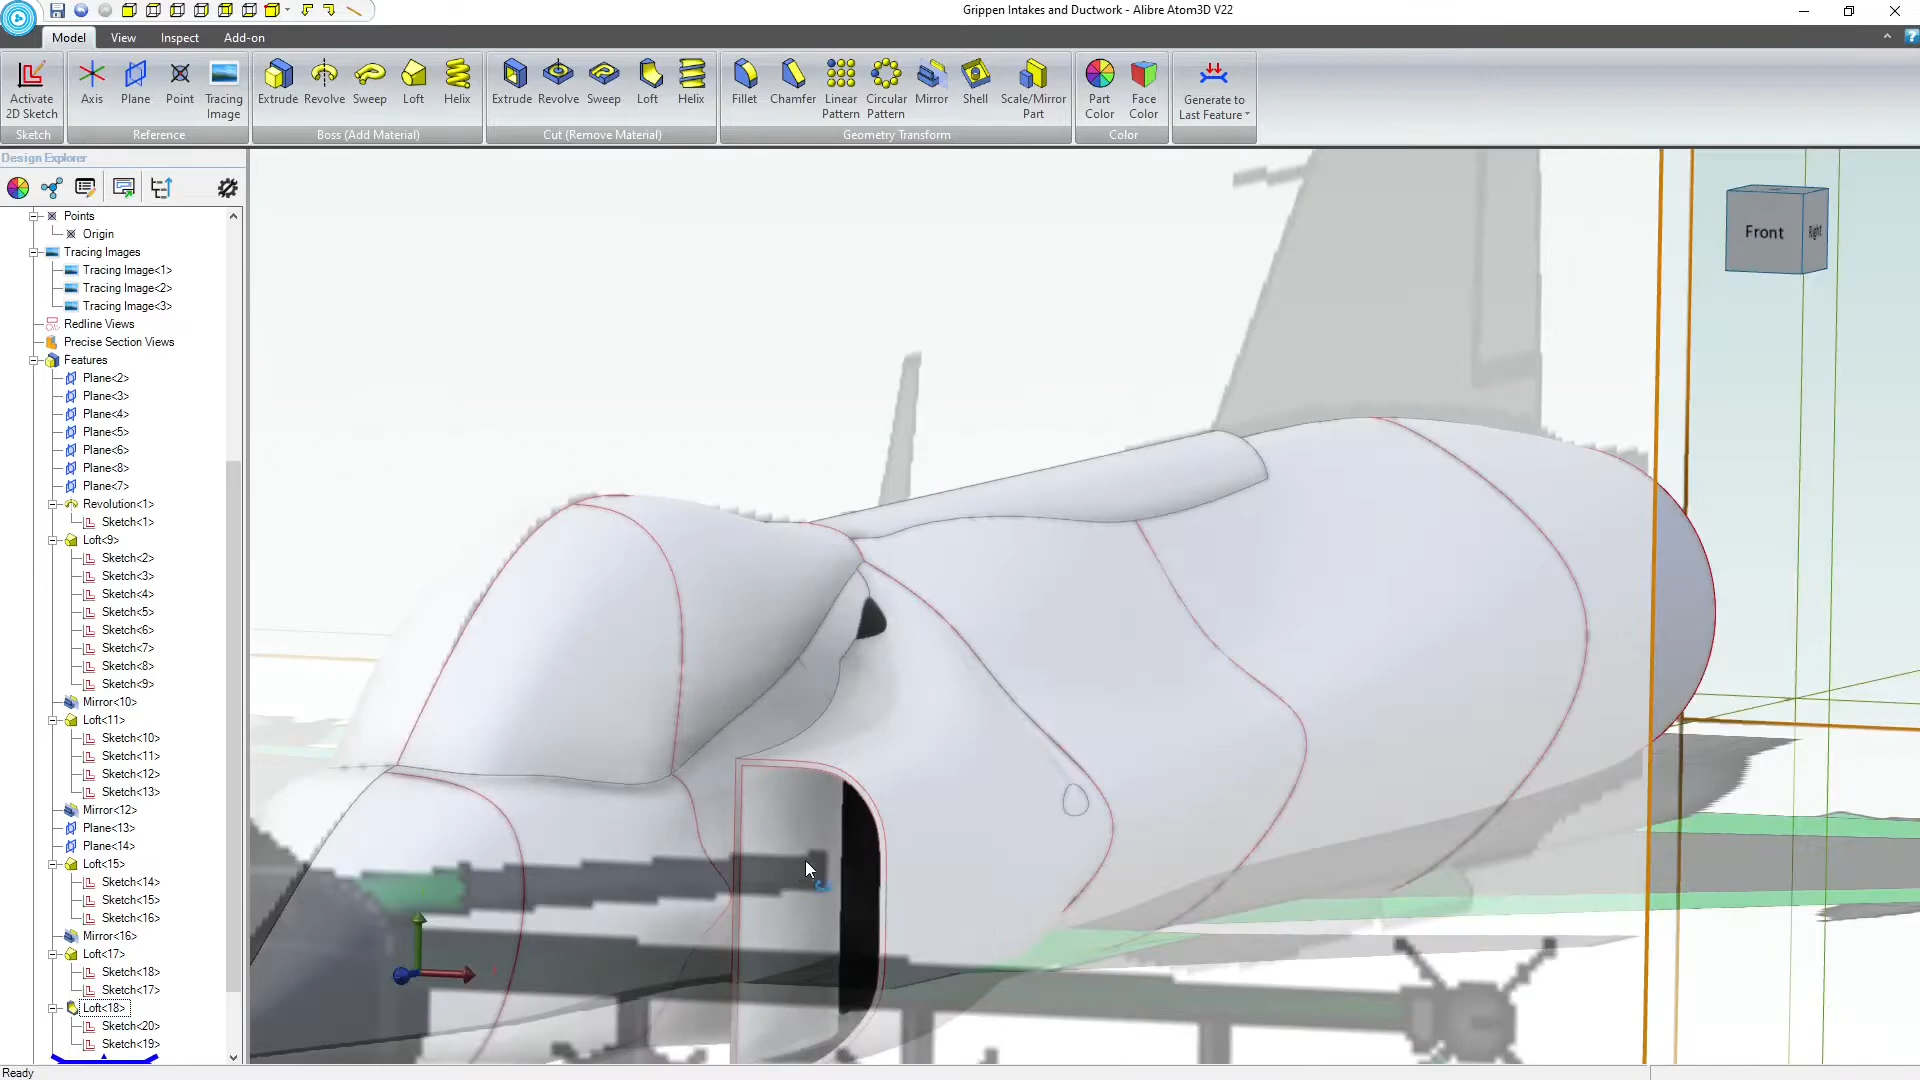 Grippen Intakes and Ductwork - Alibre Atom3D V22
Model View Inspect Add-on
Activate 2D Sketch
Axis Plane Point Tracing Image
Extrude Revolve Sweep Loft Helix
Extrude Revolve Sweep Loft Helix
Fillet Chamfer Linear Pattern Circular Pattern Mirror Shell Scale/Mirror Part
Part Color Face Color
Generate to Last Feature
Sketch Reference Boss (Add Material) Cut (Remove Material) Geometry Transform Color
Design Explorer
Points
Origin
Tracing Images
Tracing Image<1>
Tracing Image<2>
Tracing Image<3>
Redline Views
Precise Section Views
Features
Plane<2>
Plane<3>
Plane<4>
Plane<5>
Plane<6>
Plane<8>
Plane<7>
Revolution<1>
Sketch<1>
Loft<9>
Sketch<2>
Sketch<3>
Sketch<4>
Sketch<5>
Sketch<6>
Sketch<7>
Sketch<8>
Sketch<9>
Mirror<10>
Loft<11>
Sketch<10>
Sketch<11>
Sketch<12>
Sketch<13>
Mirror<12>
Plane<13>
Plane<14>
Loft<15>
Sketch<14>
Sketch<15>
Sketch<16>
Mirror<16>
Loft<17>
Sketch<18>
Sketch<17>
Loft<18>
Sketch<20>
Sketch<19>
Front
Right
Ready